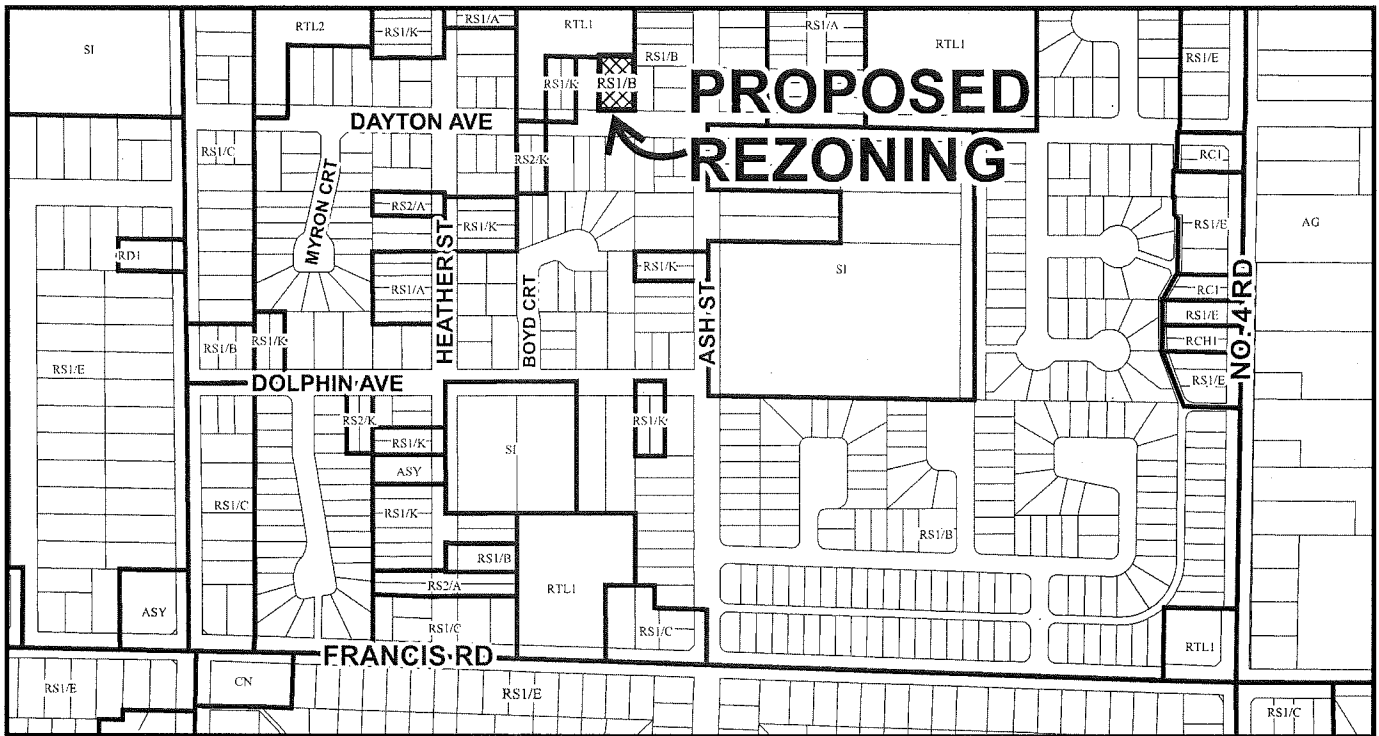 RTL2
RS1/K
RS1/A
RTL1
RS1/B
RS1/A
RTL1
RS1/E
SI
RS1/K
RS1/B
PROPOSED
REZONING
DAYTON AVE
RS1/C
RS2/K
RC1
MYRON CRT
RS2/A
HEATHER ST
RS1/K
RS1/E
AG
RD1
RS1/A
BOYD CRT
RS1/K
ASH ST
SI
RC1
RS1/E
RCH1
RS1/E
NO. 4 RD
RS1/B
RS1/K
RS1/E
DOLPHIN AVE
RS2/K
RS1/K
ASY
SI
RS1/K
RS1/C
RS1/K
RS1/B
RS1/B
RS2/A
RTL1
ASY
RS1/C
RS1/C
RTL1
FRANCIS RD
RS1/E
CN
RS1/E
RS1/C